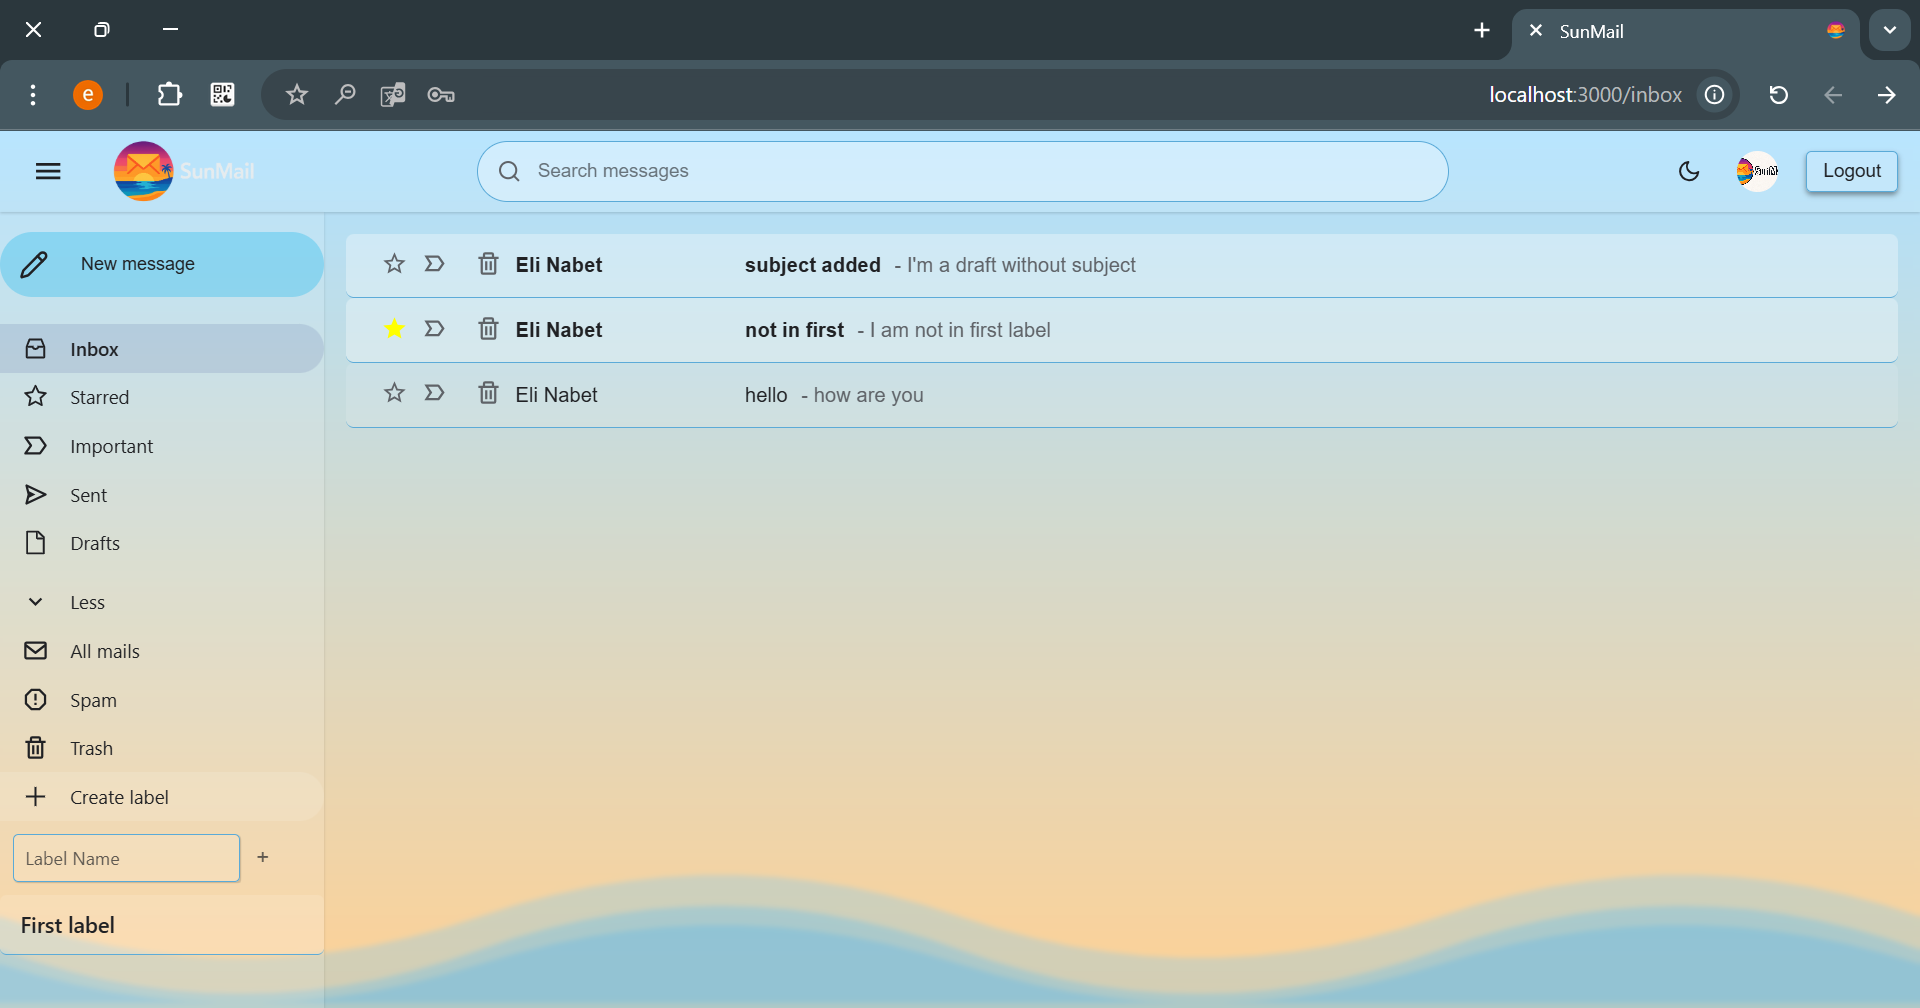 SunMail
e
localhost:3000/inbox
SunMail
Search messages
Logout
New message
Eli Nabet subject added - I'm a draft without subject
Eli Nabet not in first - I am not in first label
Eli Nabet hello - how are you
Inbox
Starred
Important
Sent
Drafts
Less
All mails
Spam
Trash
Create label
Label Name +
First label